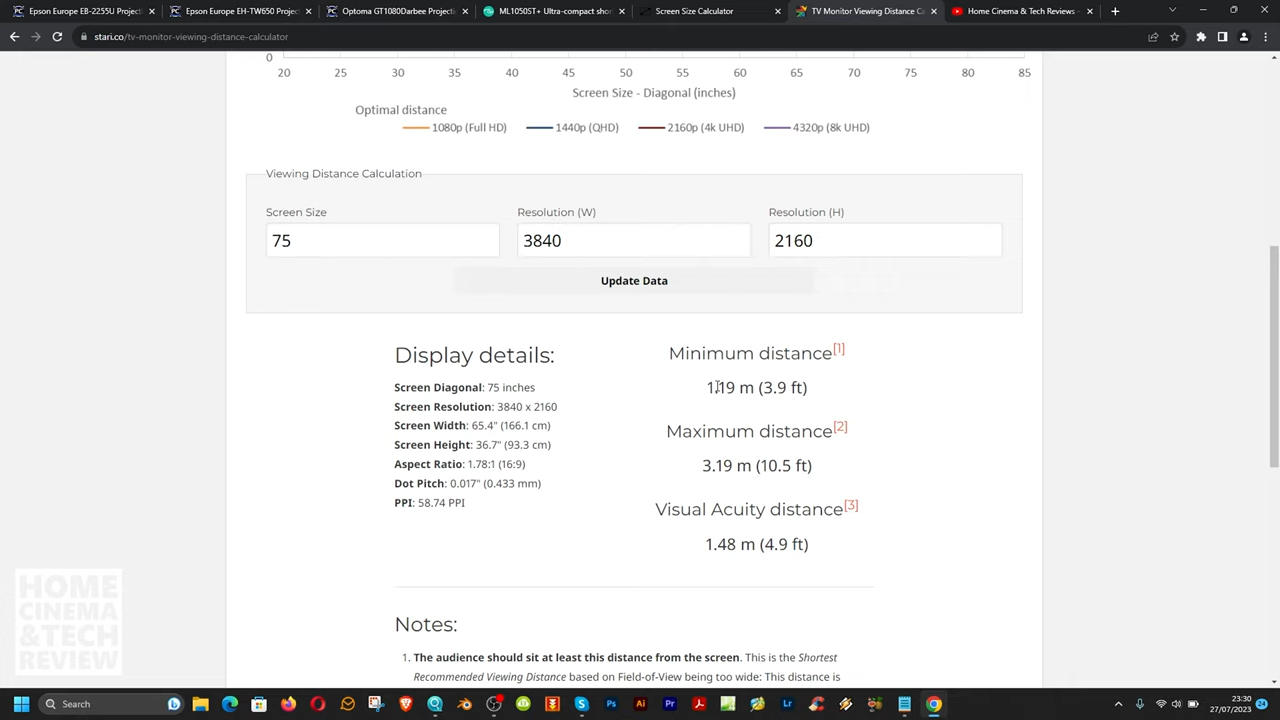 Epson Europe EB-2255U Project
Epson Europe EH-TW650 Project
Optoma GT1080Darbee Projecte
ML1050ST+ Ultra-compact shor
Screen Size Calculator
TV Monitor Viewing Distance C
Home Cinema & Tech Reviews -
stari.co/tv-monitor-viewing-distance-calculator
0
20 25 30 35 40 45 50 55 60 65 70 75 80 85
Screen Size - Diagonal (inches)
Optimal distance
1080p (Full HD) 1440p (QHD) 2160p (4k UHD) 4320p (8k UHD)
Viewing Distance Calculation
Screen Size Resolution (W) Resolution (H)
75 3840 2160
Update Data
Display details:
Screen Diagonal: 75 inches
Screen Resolution: 3840 x 2160
Screen Width: 65.4" (166.1 cm)
Screen Height: 36.7" (93.3 cm)
Aspect Ratio: 1.78:1 (16:9)
Dot Pitch: 0.017" (0.433 mm)
PPI: 58.74 PPI
Minimum distance[1]
1.19 m (3.9 ft)
Maximum distance[2]
3.19 m (10.5 ft)
Visual Acuity distance[3]
1.48 m (4.9 ft)
Notes:
1. The audience should sit at least this distance from the screen. This is the Shortest
Recommended Viewing Distance based on Field-of-View being too wide: This distance is
HOME
CINEMA
& TECH
REVIEW
Search
23:30
27/07/2023